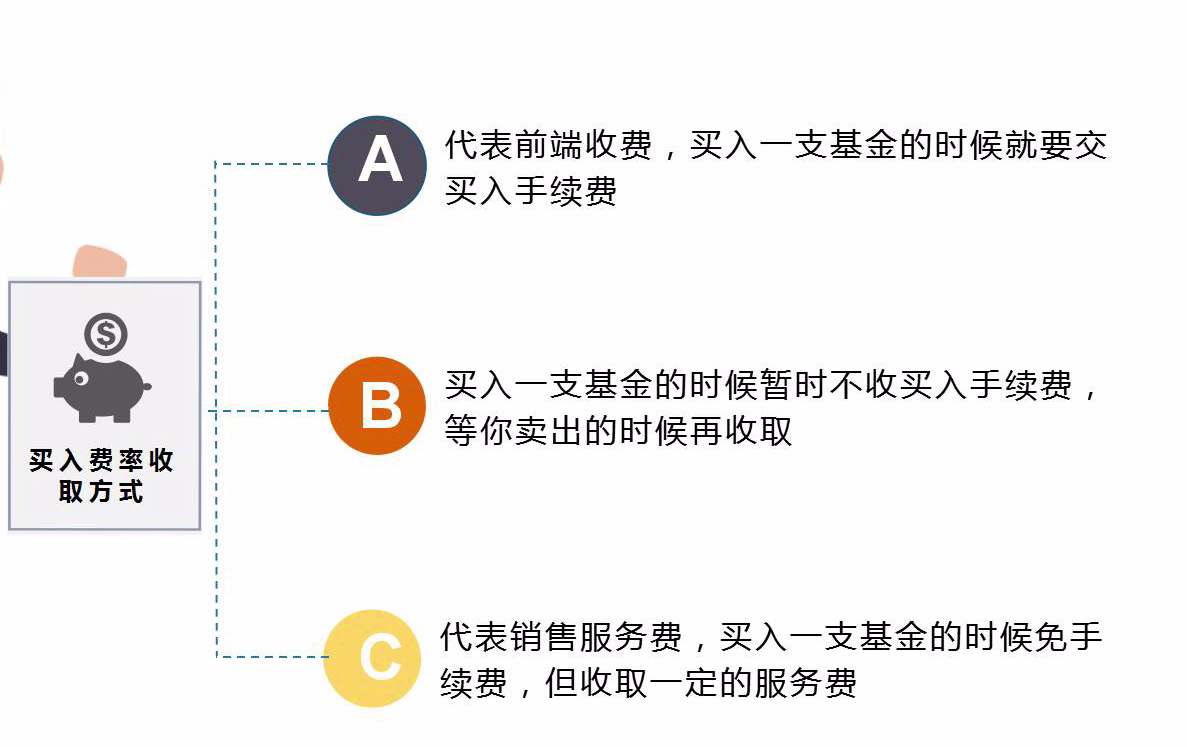 A
代表前端收费，买入一支基金的时候就要交
买入手续费
$
买入费率收
取方式
B
买入一支基金的时候暂时不收买入手续费，
等你卖出的时候再收取
C
代表销售服务费，买入一支基金的时候免手
续费，但收取一定的服务费